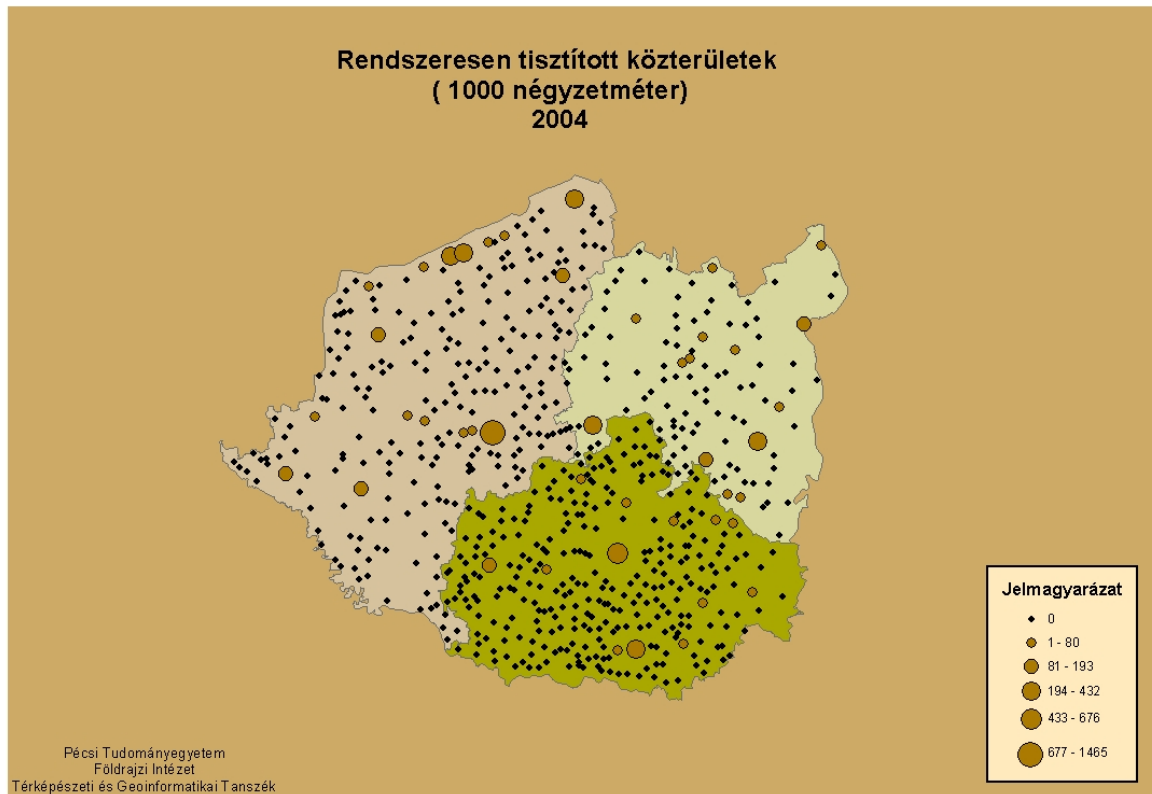 Rendszeresen tisztított közterületek
( 1000 négyzetméter)
2004
Jelmagyarázat
0
1 - 80
81 - 193
194 - 432
433 - 676
677 - 1465
Pécsi Tudományegyetem
Földrajzi Intézet
Térképészeti és Geoinformatikai Tanszék